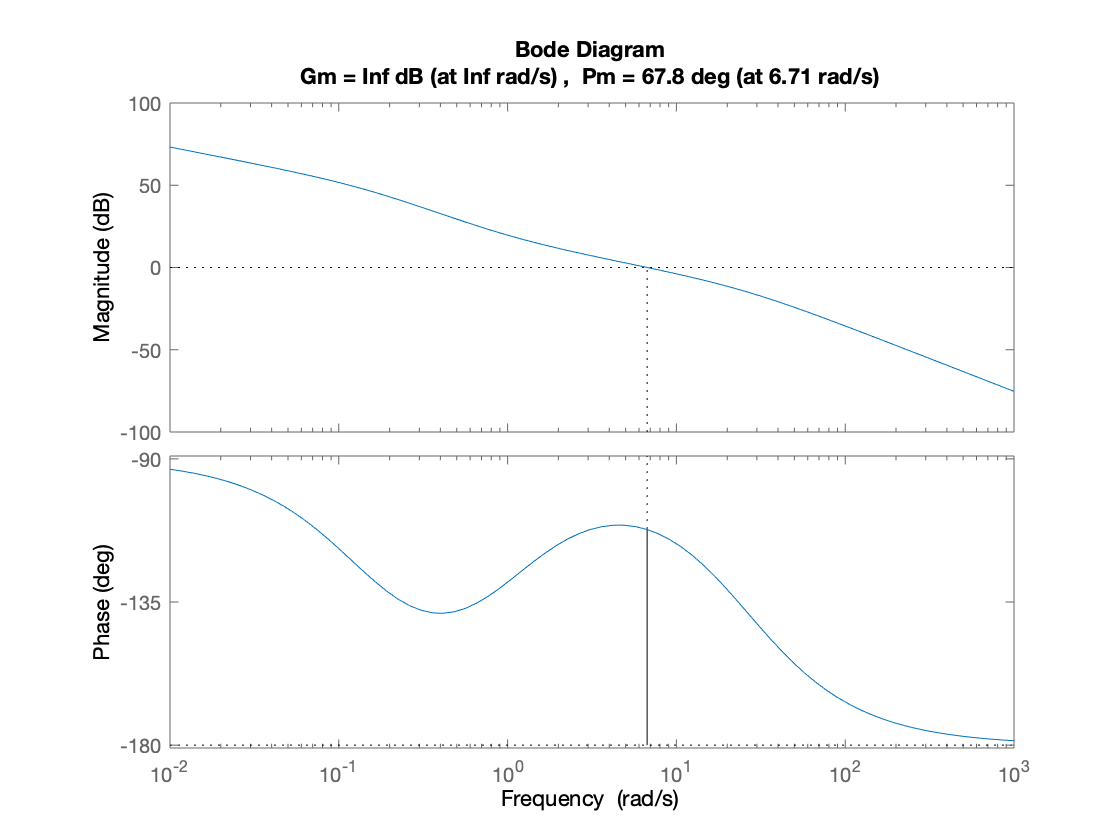 Bode Diagram
Gm = Inf dB (at Inf rad/s) ,  Pm = 67.8 deg (at 6.71 rad/s)
100
50
0
-50
-100
Magnitude (dB)
-90
-135
-180
Phase (deg)
10^-2
10^-1
10^0
10^1
10^2
10^3
Frequency  (rad/s)